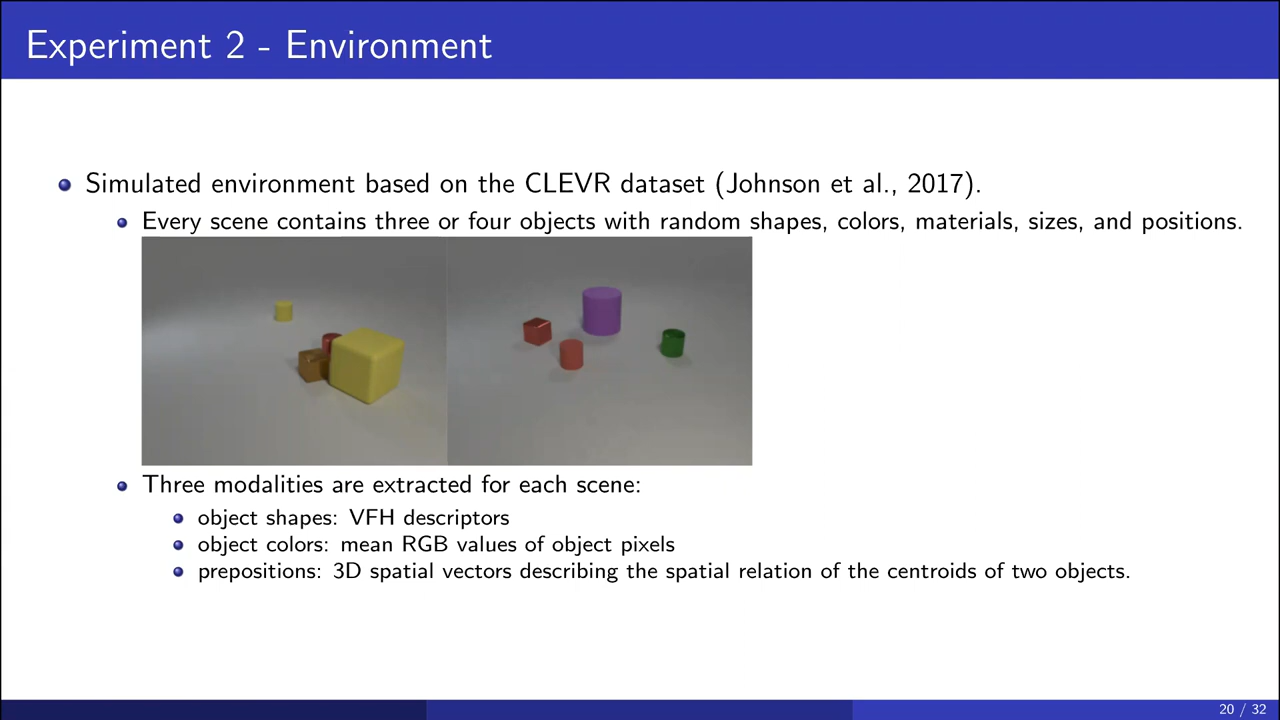 Experiment 2 - Environment
Simulated environment based on the CLEVR dataset (Johnson et al., 2017).
Every scene contains three or four objects with random shapes, colors, materials, sizes, and positions.
Three modalities are extracted for each scene:
object shapes: VFH descriptors
object colors: mean RGB values of object pixels
prepositions: 3D spatial vectors describing the spatial relation of the centroids of two objects.
20 / 32